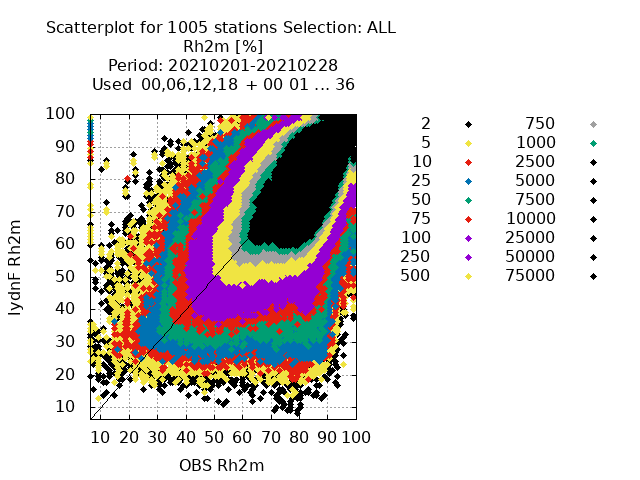 Scatterplot for 1005 stations Selection: ALL
Rh2m [%]
Period: 20210201-20210228
Used 00,06,12,18 + 00 01 ... 36
lydnF Rh2m
100
90
80
70
60
50
40
30
20
10
10 20 30 40 50 60 70 80 90 100
OBS Rh2m
2 750
5 1000
10 2500
25 5000
50 7500
75 10000
100 25000
250 50000
500 75000